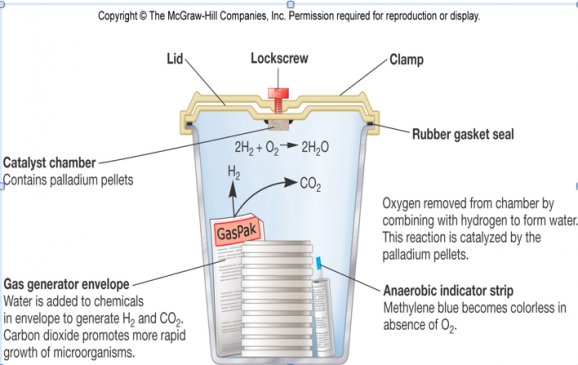 Copyright © The McGraw-Hill Companies, Inc. Permission required for reproduction or display.
Lid
Lockscrew
Clamp
Rubber gasket seal
2H₂ + O₂ → 2H₂O
Catalyst chamber
Contains palladium pellets
H₂
CO₂
Oxygen removed from chamber by
combining with hydrogen to form water.
This reaction is catalyzed by the
palladium pellets.
GasPak
Gas generator envelope
Water is added to chemicals
in envelope to generate H₂ and CO₂.
Carbon dioxide promotes more rapid
growth of microorganisms.
Anaerobic indicator strip
Methylene blue becomes colorless in
absence of O₂.